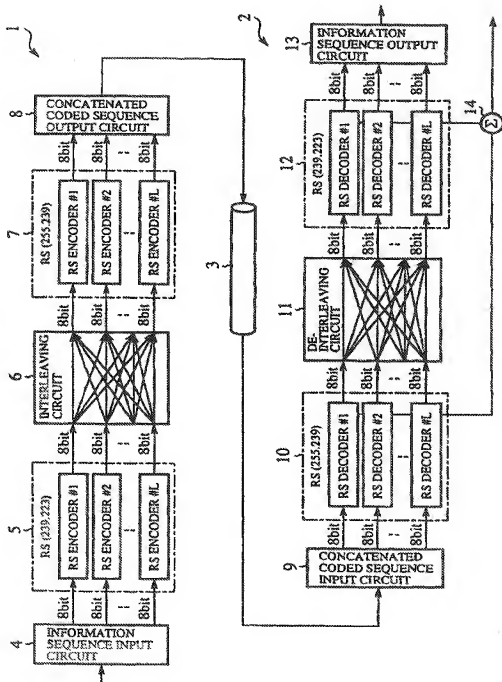 1
4
INFORMATION
SEQUENCE INPUT
CIRCUIT
8bit
8bit
8bit
5
RS (239.223)
RS ENCODER #1
RS ENCODER #2
RS ENCODER #L
8bit
8bit
8bit
6
INTERLEAVING
CIRCUIT
8bit
8bit
8bit
7
RS (255.239)
RS ENCODER #1
RS ENCODER #2
RS ENCODER #L
8bit
8bit
8bit
8
CONCATENATED
CODED SEQUENCE
OUTPUT CIRCUIT
3
2
9
CONCATENATED
CODED SEQUENCE
INPUT CIRCUIT
8bit
8bit
8bit
10
RS (255.239)
RS DECODER #1
RS DECODER #2
RS DECODER #L
8bit
8bit
8bit
11
DE-
INTERLEAVING
CIRCUIT
8bit
8bit
8bit
12
RS (239.223)
RS DECODER #1
RS DECODER #2
RS DECODER #L
8bit
8bit
8bit
13
INFORMATION
SEQUENCE OUTPUT
CIRCUIT
14
Σ